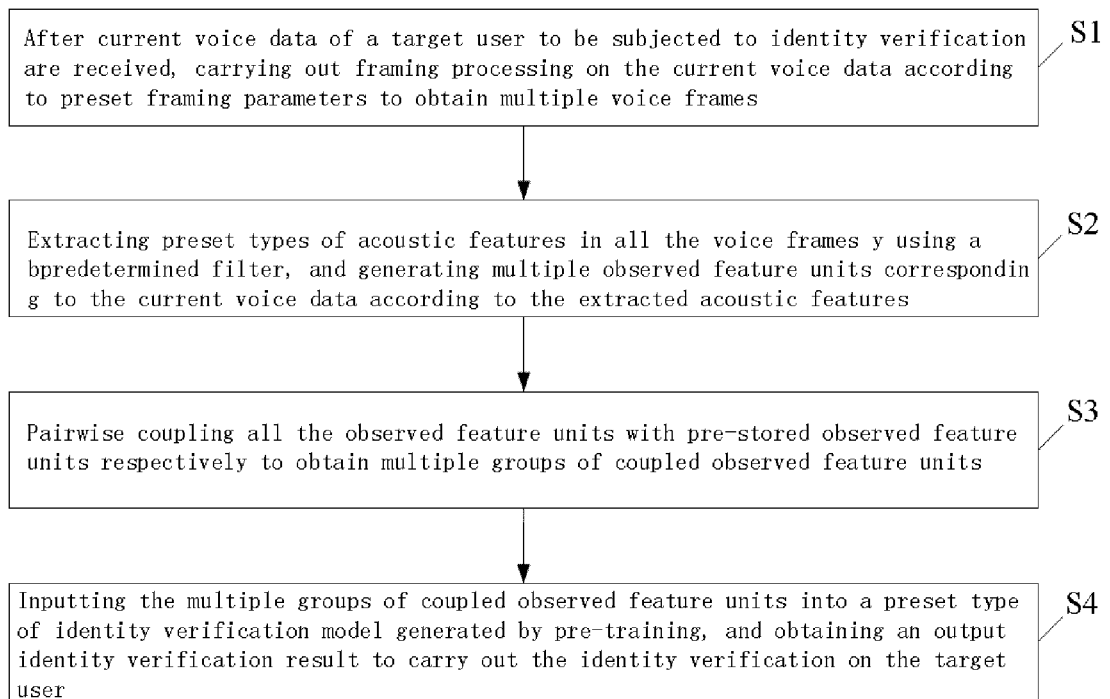 After current voice data of a target user to be subjected to identity verification
are received, carrying out framing processing on the current voice data according
to preset framing parameters to obtain multiple voice frames
S1
Extracting preset types of acoustic features in all the voice frames y using a
bpredetermined filter, and generating multiple observed feature units correspondin
g to the current voice data according to the extracted acoustic features
S2
Pairwise coupling all the observed feature units with pre-stored observed feature
units respectively to obtain multiple groups of coupled observed feature units
S3
Inputting the multiple groups of coupled observed feature units into a preset type
of identity verification model generated by pre-training, and obtaining an output
identity verification result to carry out the identity verification on the target
user
S4